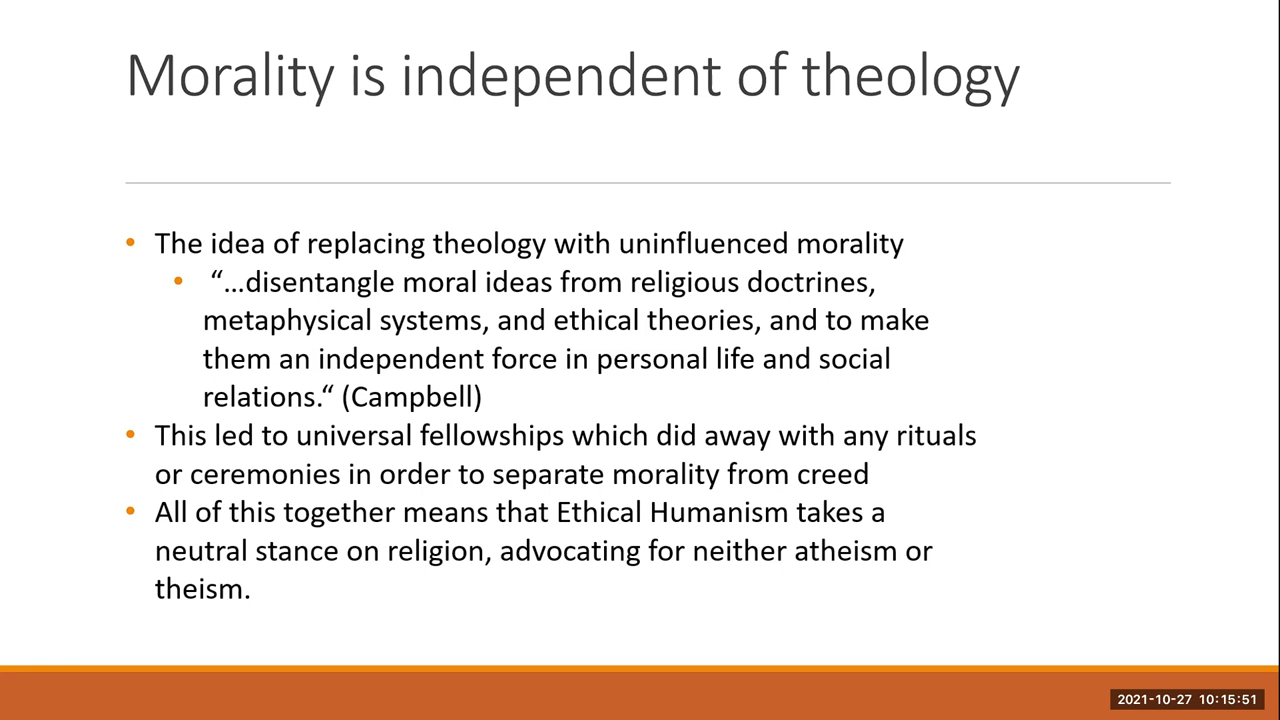 Morality is independent of theology
• The idea of replacing theology with uninfluenced morality
• “…disentangle moral ideas from religious doctrines,
metaphysical systems, and ethical theories, and to make
them an independent force in personal life and social
relations.“ (Campbell)
• This led to universal fellowships which did away with any rituals
or ceremonies in order to separate morality from creed
• All of this together means that Ethical Humanism takes a
neutral stance on religion, advocating for neither atheism or
theism.
2021-10-27 10:15:51